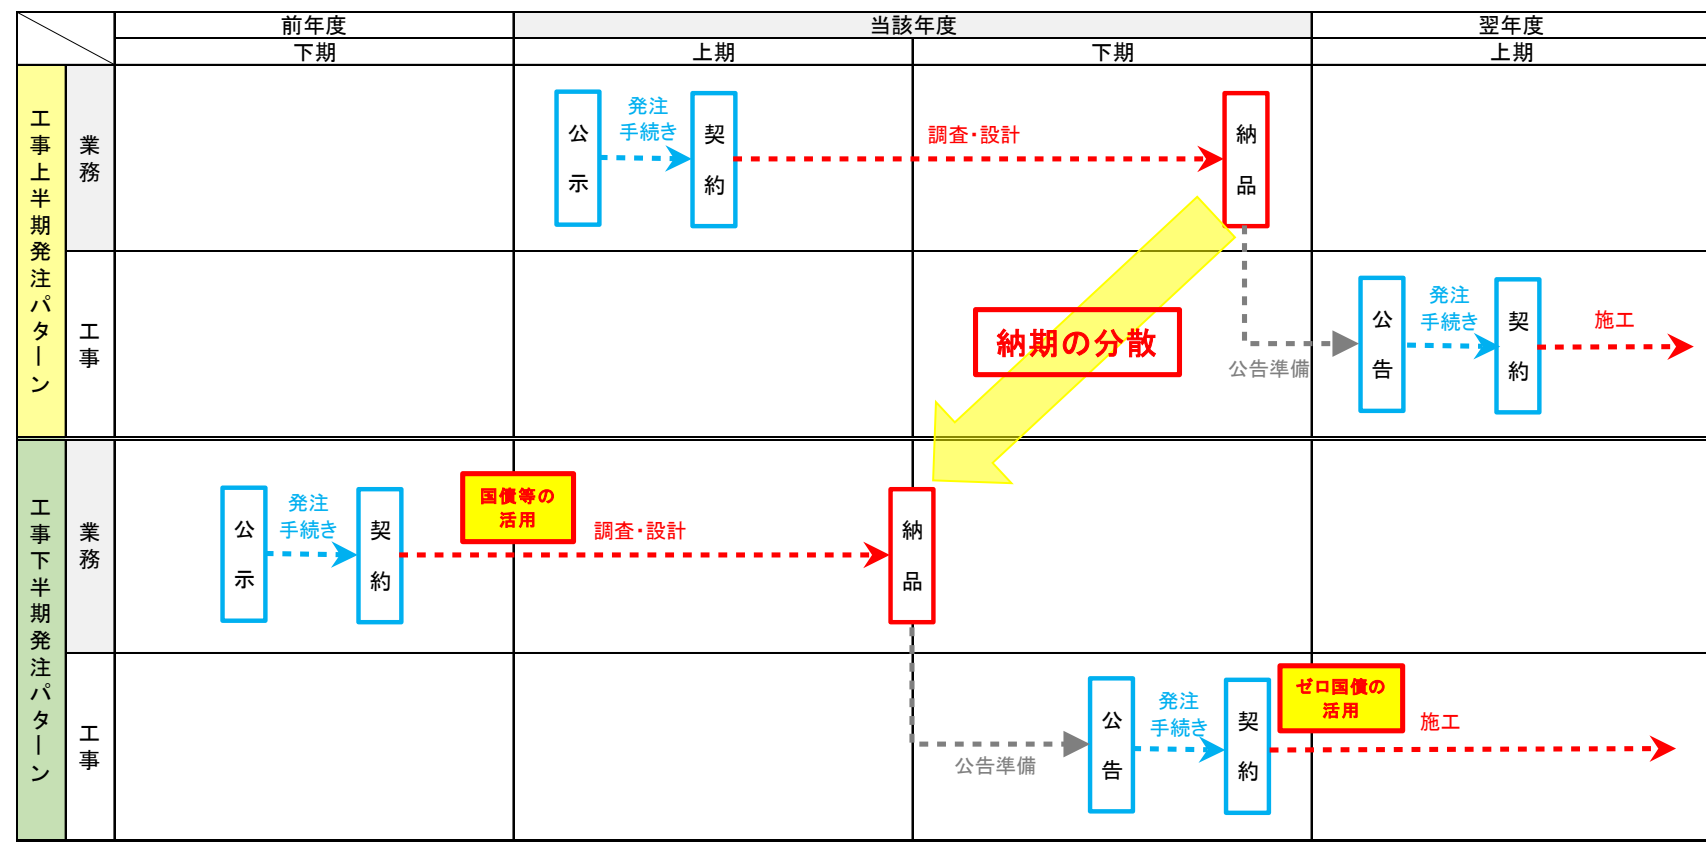 前年度
当該年度
翌年度
下期
上期
下期
上期
工事上半期発注パターン
業務
公示
発注
手続き
契約
調査・設計
納品
工事
納期の分散
公告準備
公告
発注
手続き
契約
施工
工事下半期発注パターン
業務
公示
発注
手続き
契約
国債等の
活用
調査・設計
納品
工事
公告準備
公告
発注
手続き
契約
ゼロ国債の
活用
施工